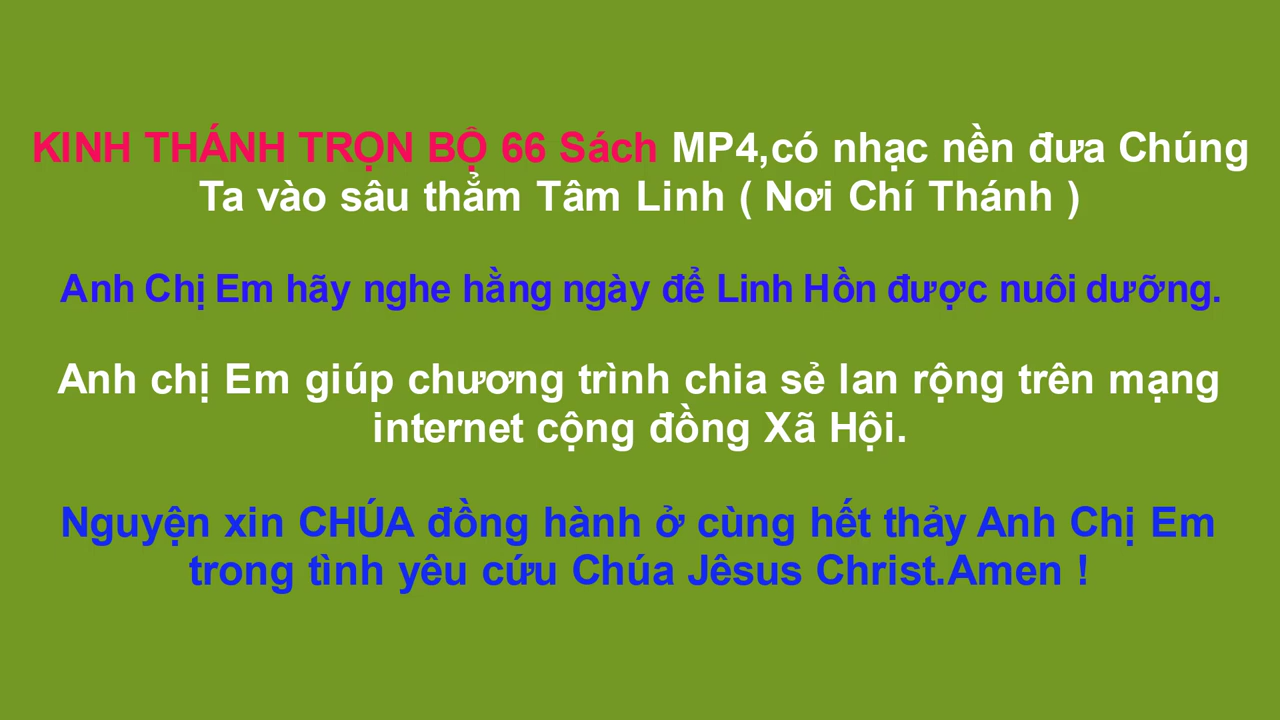 KINH THÁNH TRỌN BỘ 66 Sách MP4,có nhạc nền đưa Chúng
Ta vào sâu thẳm Tâm Linh ( Nơi Chí Thánh )
Anh Chị Em hãy nghe hằng ngày để Linh Hồn được nuôi dưỡng.
Anh chị Em giúp chương trình chia sẻ lan rộng trên mạng
internet cộng đồng Xã Hội.
Nguyện xin CHÚA đồng hành ở cùng hết thảy Anh Chị Em
trong tình yêu cứu Chúa Jêsus Christ.Amen !